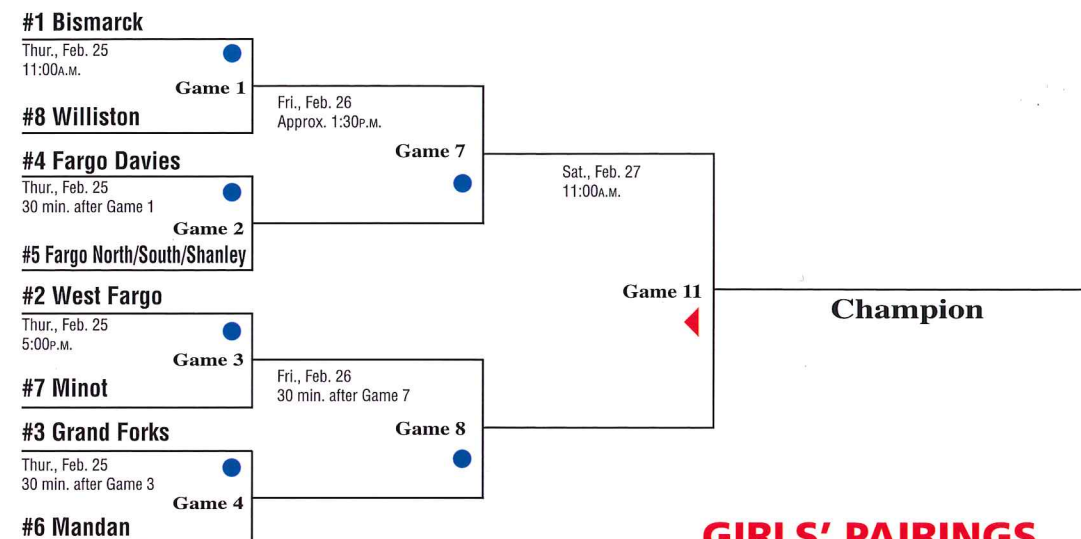 #1 Bismarck
Thur., Feb. 25
11:00A.M.
Game 1
#8 Williston
Fri., Feb. 26
Approx. 1:30P.M.
Game 7
#4 Fargo Davies
Thur., Feb. 25
30 min. after Game 1
Game 2
#5 Fargo North/South/Shanley
Sat., Feb. 27
11:00A.M.
Game 11
Champion
#2 West Fargo
Thur., Feb. 25
5:00P.M.
Game 3
#7 Minot
Fri., Feb. 26
30 min. after Game 7
Game 8
#3 Grand Forks
Thur., Feb. 25
30 min. after Game 3
Game 4
#6 Mandan
GIRLS' PAIRINGS